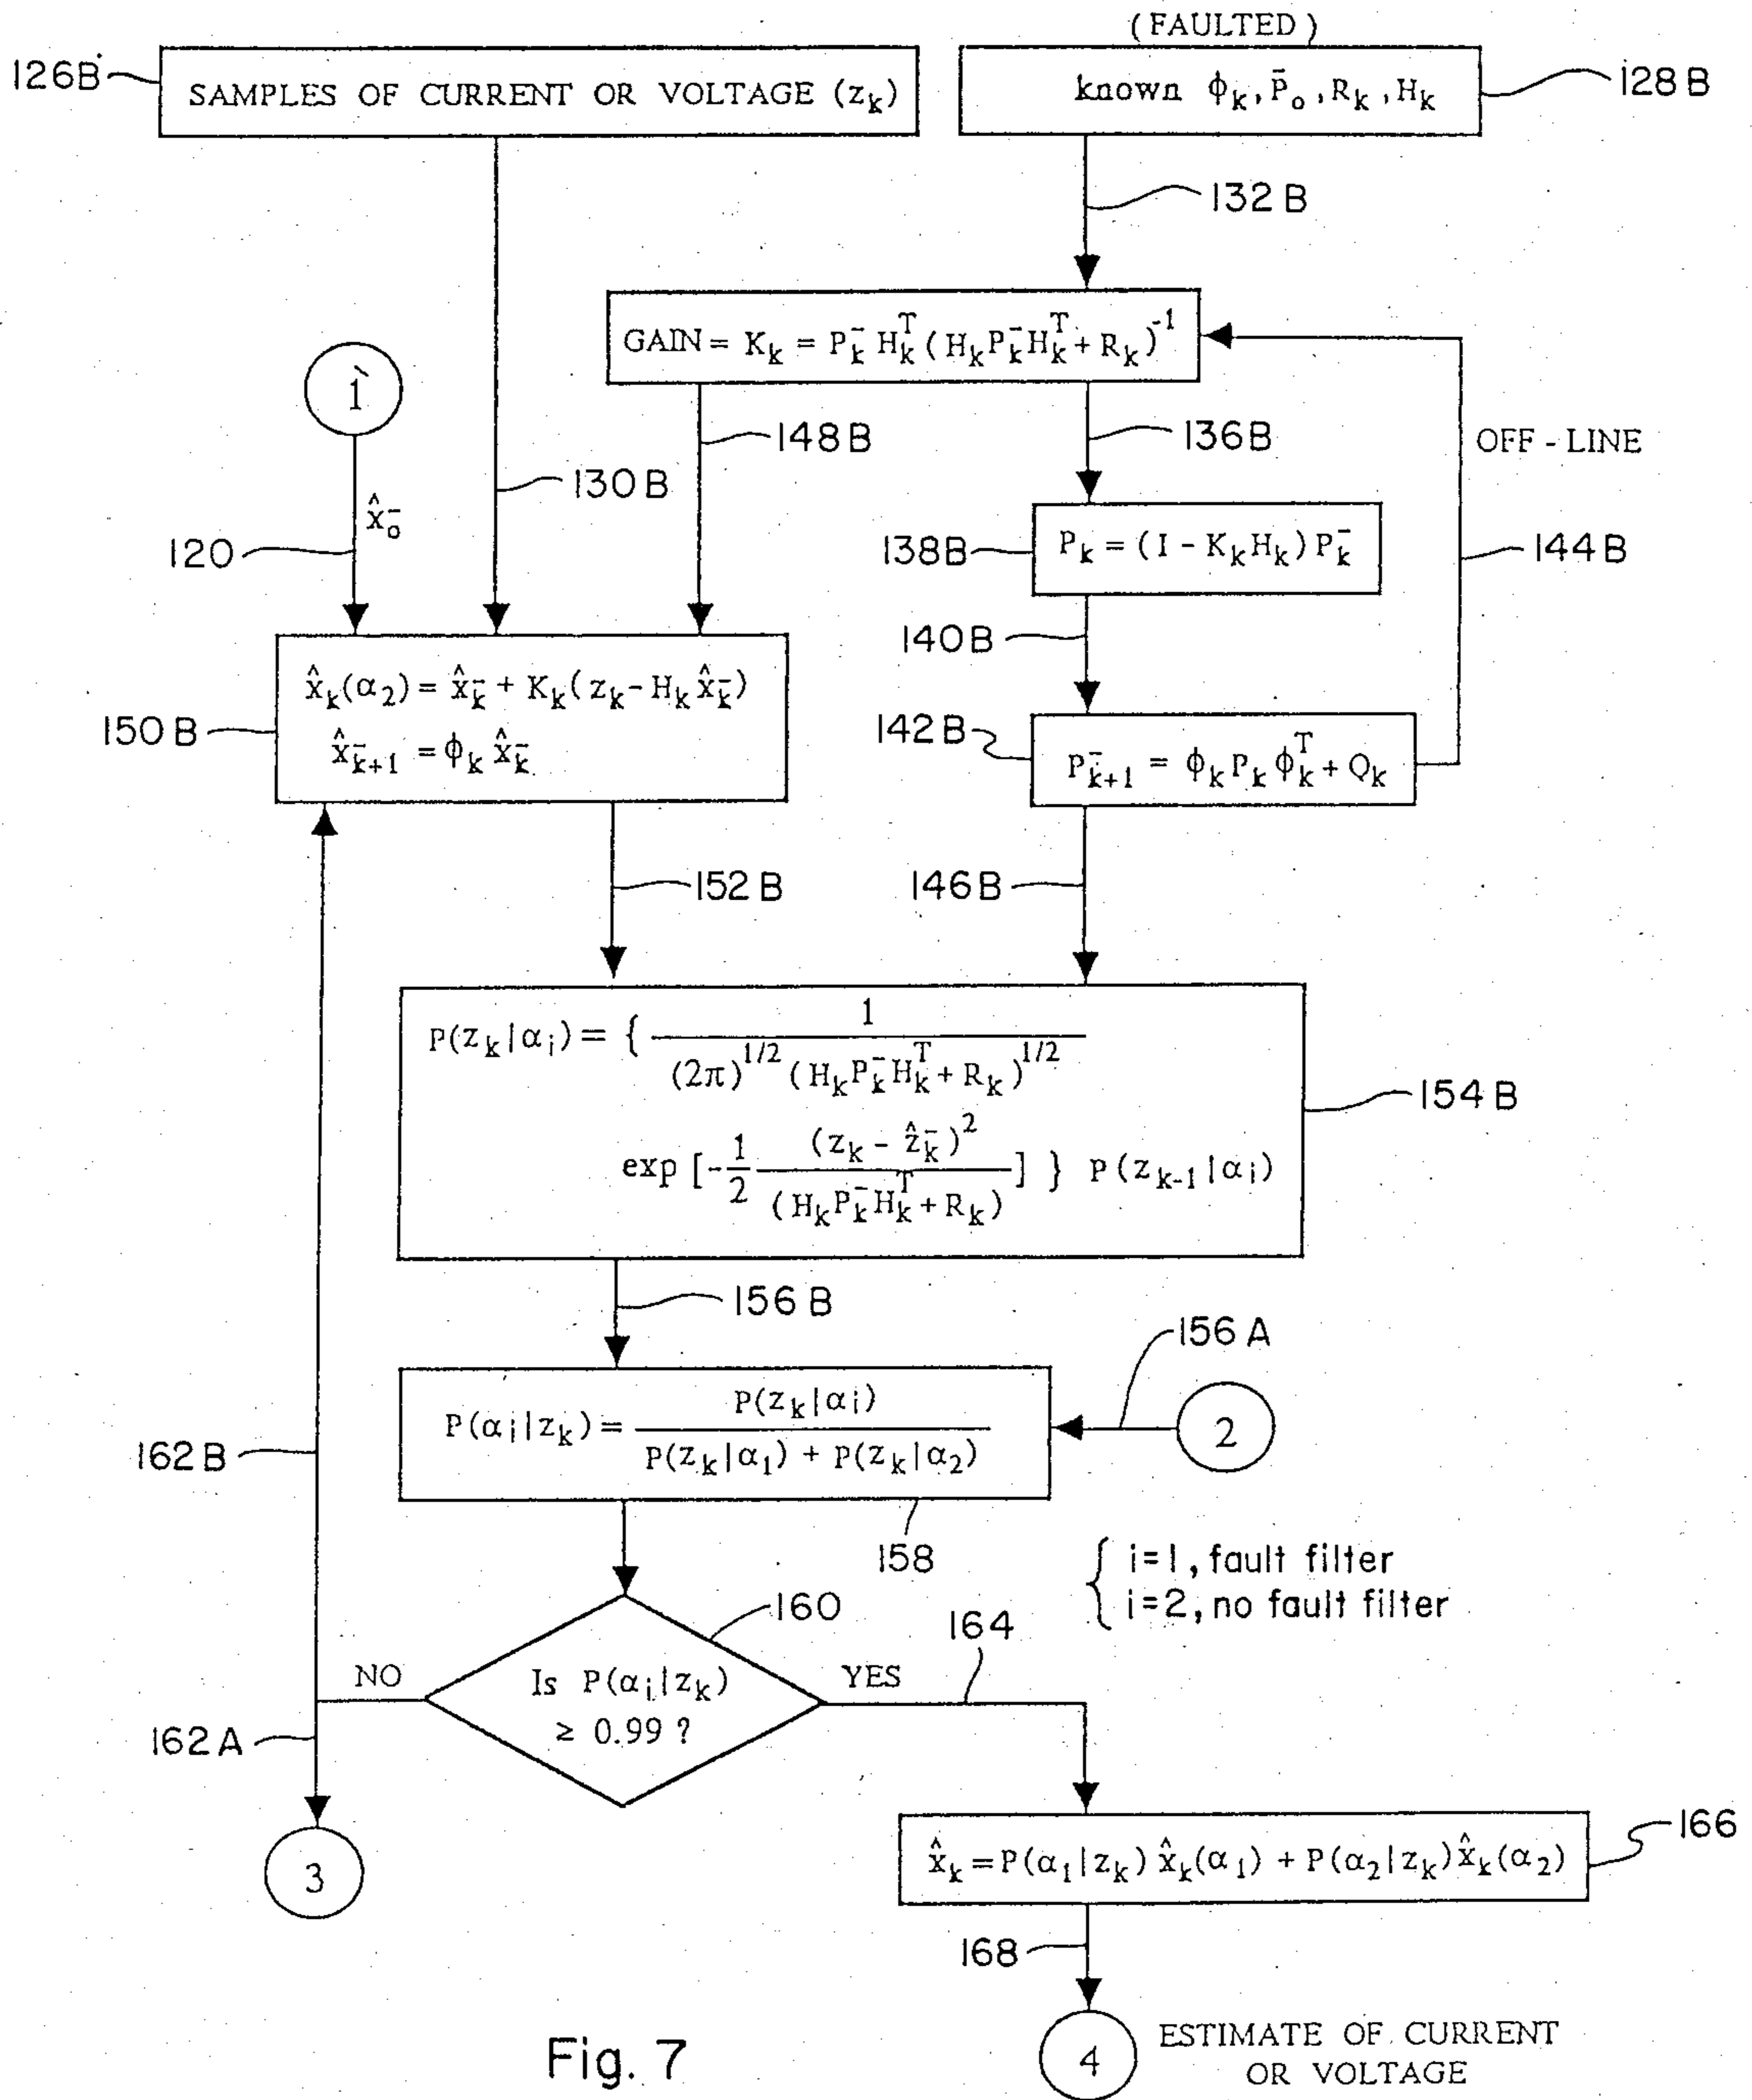 ( FAULTED )
126B
SAMPLES OF CURRENT OR VOLTAGE (z_k)
known ϕ_k, P̄_o, R_k, H_k
128B
132B
GAIN = K_k = P_k^- H_k^T (H_k P_k^- H_k^T + R_k)^-1
1
148B
136B
OFF - LINE
130B
x̂_o^-
120
138B
P_k = (I - K_k H_k) P_k^-
144B
140B
x̂_k(α_2) = x̂_k^- + K_k(z_k - H_k x̂_k^-)
150B
x̂_k+1^- = ϕ_k x̂_k^-
142B
P_k+1^- = ϕ_k P_k ϕ_k^T + Q_k
152B
146B
P(z_k|α_i) = { 1 / (2π)^1/2 (H_k P_k^- H_k^T + R_k)^1/2
154B
exp [-1/2 (z_k - ẑ_k^-)^2 / (H_k P_k^- H_k^T + R_k)] } P(z_k-1|α_i)
156B
156A
P(α_i|z_k) = P(z_k|α_i) / P(z_k|α_1) + P(z_k|α_2)
2
162B
158
{ i=1, fault filter
i=2, no fault filter
160
164
NO
YES
Is P(α_i|z_k)
≥ 0.99 ?
162A
3
x̂_k = P(α_1|z_k) x̂_k(α_1) + P(α_2|z_k) x̂_k(α_2)
166
168
4
ESTIMATE OF CURRENT
OR VOLTAGE
Fig. 7